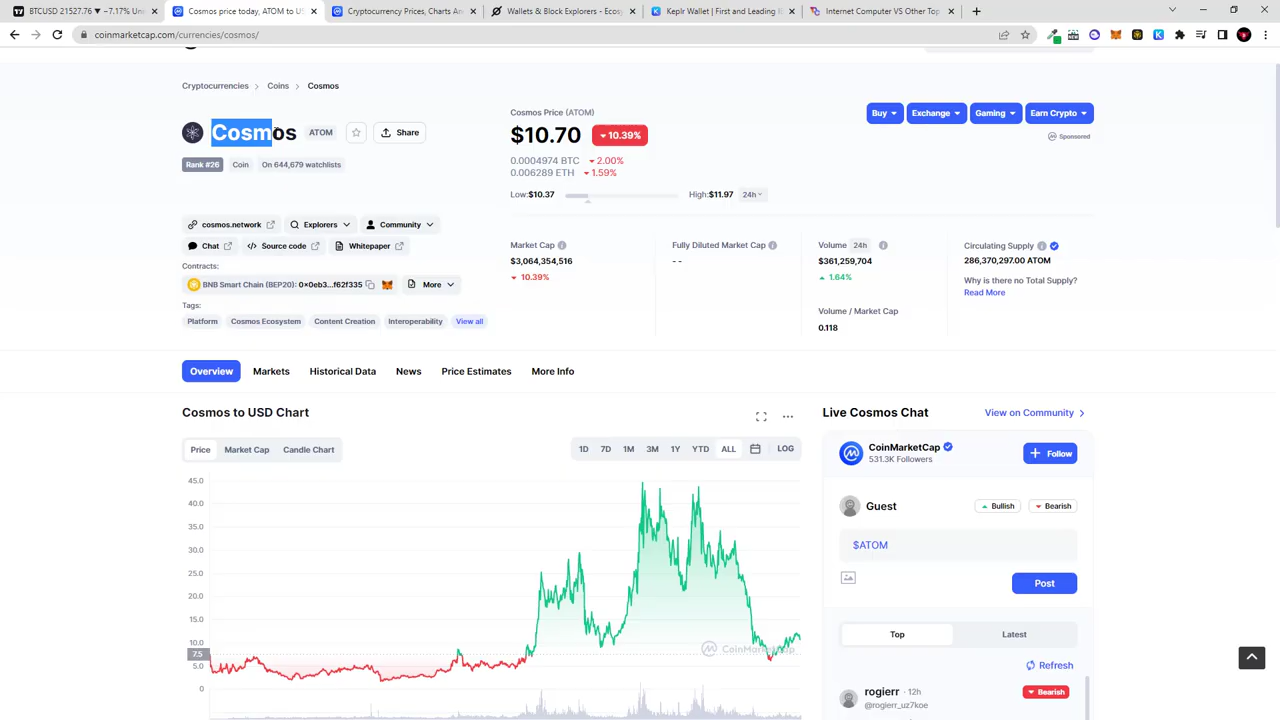 BTCUSD 21527.76 ▼ −7.17% Un
Cosmos price today, ATOM to US
Cryptocurrency Prices, Charts An
Wallets & Block Explorers - Ecos
Keplr Wallet | First and Leading I
Internet Computer VS Other Top
coinmarketcap.com/currencies/cosmos/
Cryptocurrencies > Coins > Cosmos
Cosmos ATOM Share
Rank #26 Coin On 644,679 watchlists
Cosmos Price (ATOM)
$10.70 10.39%
0.0004974 BTC 2.00%
0.006289 ETH 1.59%
Low:$10.37 High:$11.97 24h
Buy Exchange Gaming Earn Crypto
Sponsored
cosmos.network Explorers Community
Chat Source code Whitepaper
Contracts:
BNB Smart Chain (BEP20): 0x0eb3...f62f335 More
Tags:
Platform Cosmos Ecosystem Content Creation Interoperability View all
Market Cap
$3,064,354,516
10.39%
Fully Diluted Market Cap
- -
Volume 24h
$361,259,704
1.64%
Volume / Market Cap
0.118
Circulating Supply
286,370,297.00 ATOM
Why is there no Total Supply?
Read More
Overview Markets Historical Data News Price Estimates More Info
Cosmos to USD Chart
Price Market Cap Candle Chart
1D 7D 1M 3M 1Y YTD ALL LOG
45.0
40.0
35.0
30.0
25.0
20.0
15.0
10.0
7.5
5.0
0
CoinMarketCap
Live Cosmos Chat View on Community >
CoinMarketCap
531.3K Followers
+ Follow
Guest Bullish Bearish
$ATOM
Post
Top Latest
Refresh
rogierr · 12h Bearish
@rogierr_uz7koe